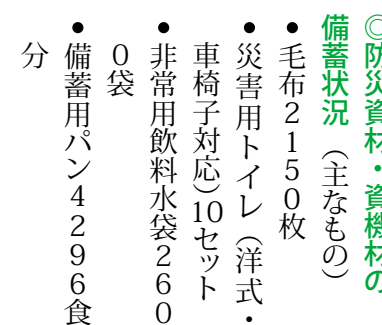 ◎防災資材・資機材の
備蓄状況（主なもの）
●毛布2150枚
●災害用トイレ（洋式・
車椅子対応）10セット
●非常用飲料水袋260
0袋
●備蓄用パン4296食
分